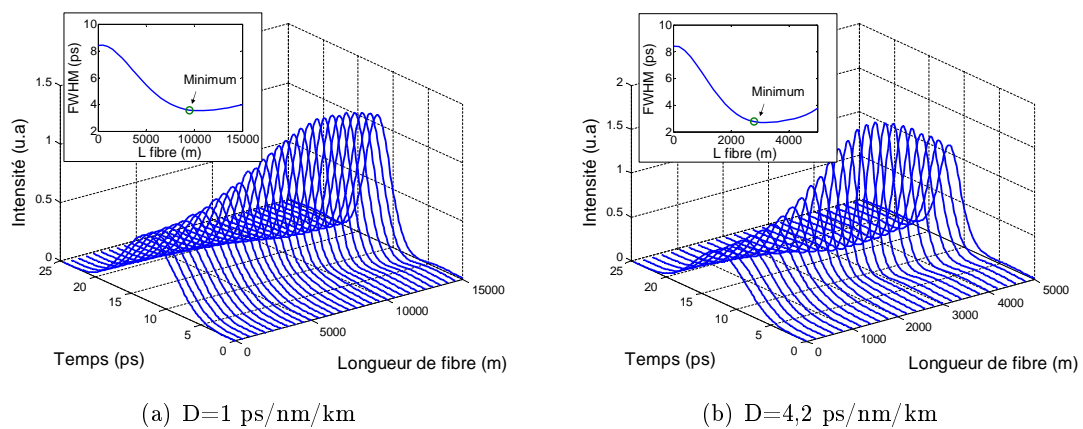 10
8
6
4
2
FWHM (ps)
Minimum
0 5000 10000 15000
L fibre (m)
1.5
1
0.5
0
Intensité (u.a)
25
20
15
10
5
0
Temps (ps)
0
5000
10000
15000
Longueur de fibre (m)
(a) D=1 ps/nm/km
10
8
6
4
2
FWHM (ps)
Minimum
0 2000 4000
L fibre (m)
2
1.5
1
0.5
0
Intensité (u.a)
25
20
15
10
5
0
Temps (ps)
0
1000
2000
3000
4000
5000
Longueur de fibre (m)
(b) D=4,2 ps/nm/km